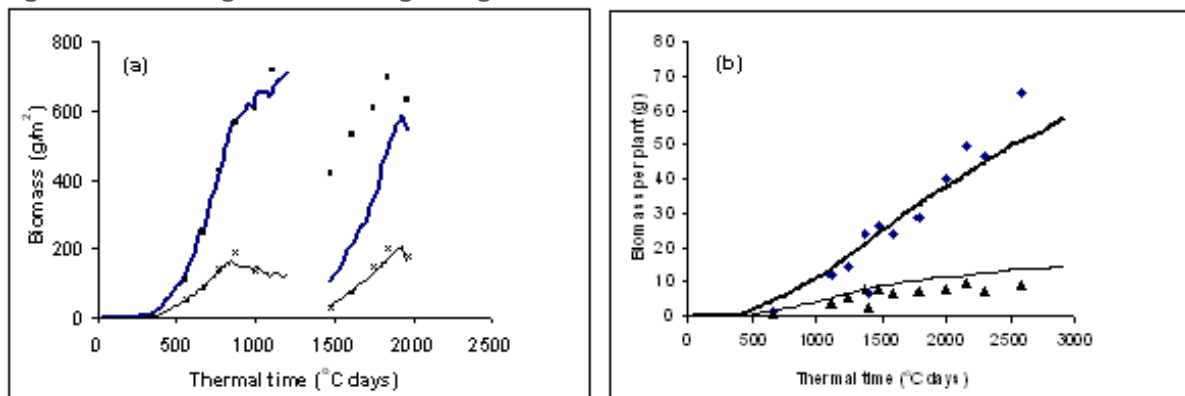 (a)
Biomass (g/m²)
800
600
400
200
0
0 500 1000 1500 2000 2500
Thermal time (°C days)
(b)
Biomass per plant (g)
80
70
60
50
40
30
20
10
0
0 500 1000 1500 2000 2500 3000
Thermal time (°C days)